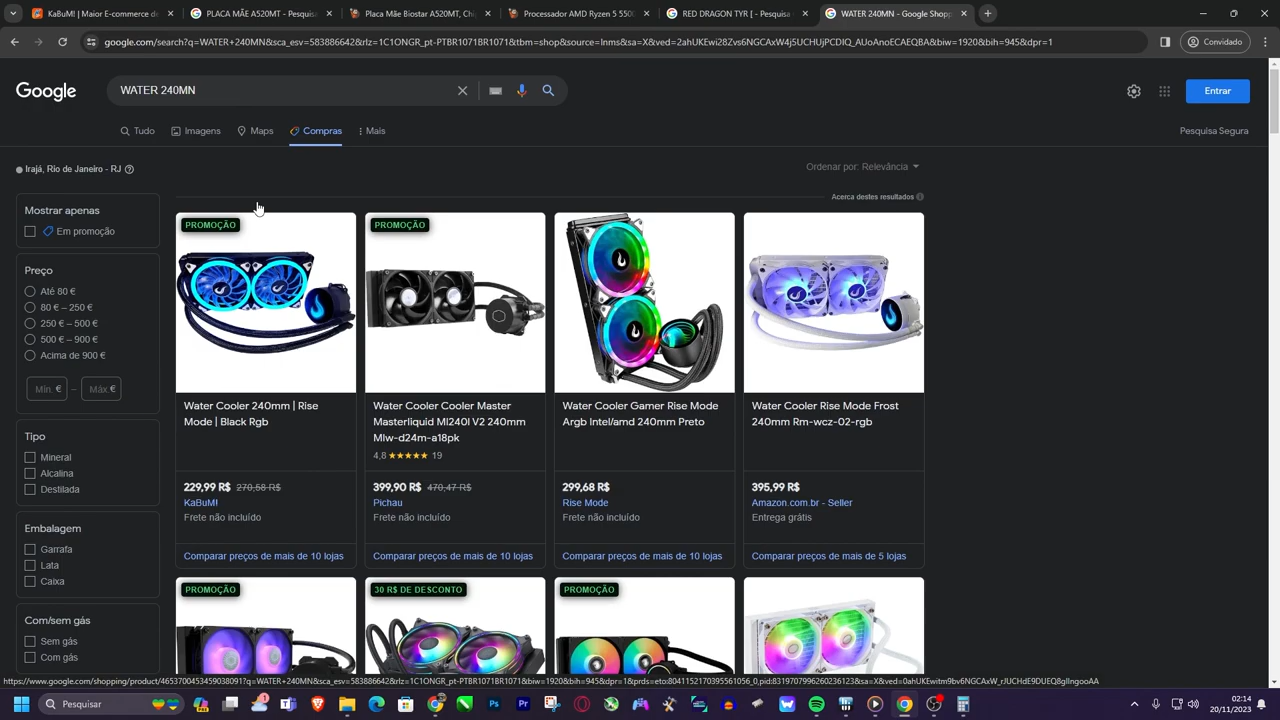 KaBuM! | Maior E-commerce de
PLACA MÃE A520MT - Pesquisa
Placa Mãe Biostar A520MT, Chip
Processador AMD Ryzen 5 550
RED DRAGON TYR [ - Pesquisa
WATER 240MN - Google Shopp
google.com/search?q=WATER+240MN&sca_esv=583886642&rlz=1C1ONGR_pt-PTBR1071BR1071&tbm=shop&source=lnms&sa=X&ved=2ahUKEwi28Zvs6NGCAxW4j5UCHUjPCDIQ_AUoAnoECAEQBA&biw=1920&bih=945&dpr=1
Convidado
Google
WATER 240MN
Entrar
Tudo
Imagens
Maps
Compras
Mais
Pesquisa Segura
Irajá, Rio de Janeiro - RJ
Ordenar por: Relevância
Acerca destes resultados
Mostrar apenas
Em promoção
Preço
Até 80 €
80 € – 250 €
250 € – 500 €
500 € – 900 €
Acima de 900 €
Mín. €
–
Máx.€
Tipo
Mineral
Alcalina
Destilada
Embalagem
Garrafa
Lata
Caixa
Com/sem gás
Sem gás
Com gás
PROMOÇÃO
Water Cooler 240mm | Rise
Mode | Black Rgb
229,99 R$ 270,58 R$
KaBuM!
Frete não incluído
Comparar preços de mais de 10 lojas
PROMOÇÃO
Water Cooler Cooler Master
Masterliquid Ml240l V2 240mm
Mlw-d24m-a18pk
4,8 ★★★★★ 19
399,90 R$ 470,47 R$
Pichau
Frete não incluído
Comparar preços de mais de 10 lojas
Water Cooler Gamer Rise Mode
Argb Intel/amd 240mm Preto
299,68 R$
Rise Mode
Frete não incluído
Comparar preços de mais de 10 lojas
Water Cooler Rise Mode Frost
240mm Rm-wcz-02-rgb
395,99 R$
Amazon.com.br - Seller
Entrega grátis
Comparar preços de mais de 5 lojas
PROMOÇÃO
30 R$ DE DESCONTO
PROMOÇÃO
Pesquisar
02:14
20/11/2023